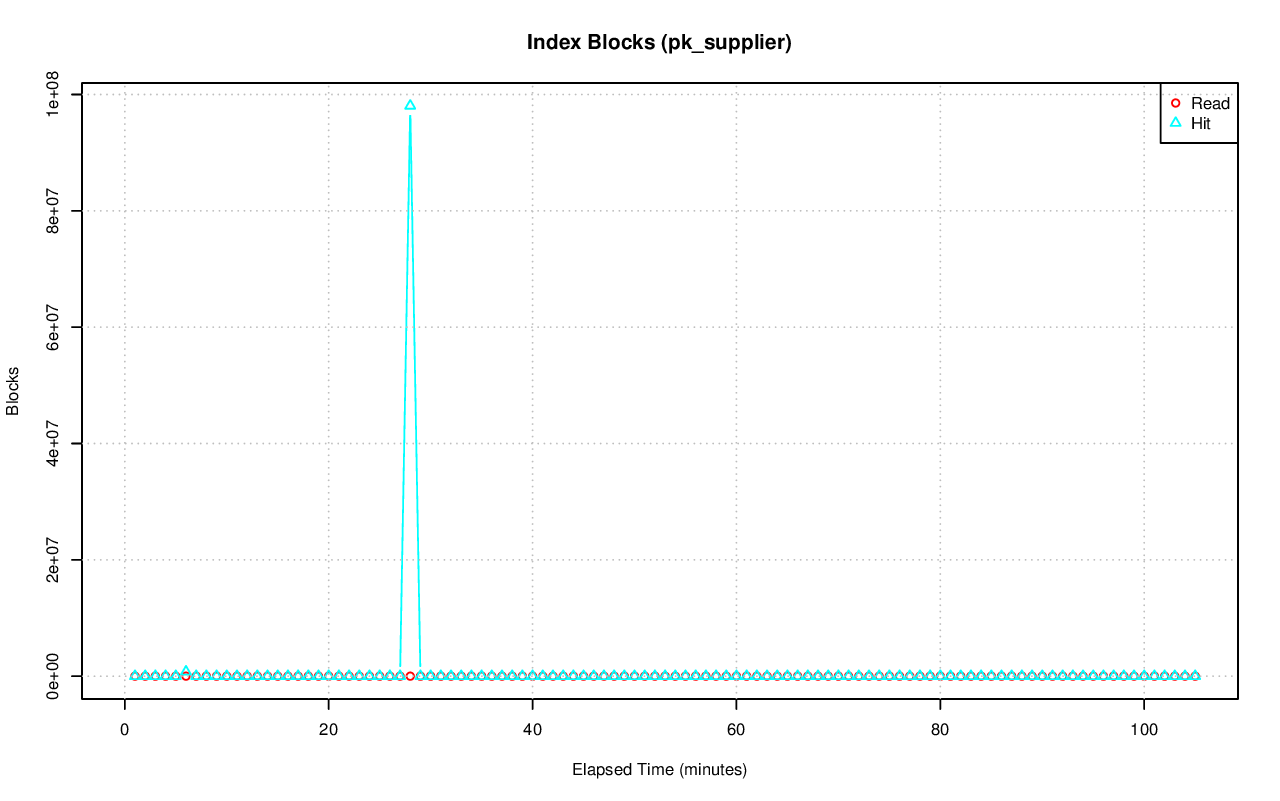 Index Blocks (pk_supplier)
Read
Hit
1e+08
8e+07
6e+07
4e+07
2e+07
0e+00
Blocks
0 20 40 60 80 100
Elapsed Time (minutes)